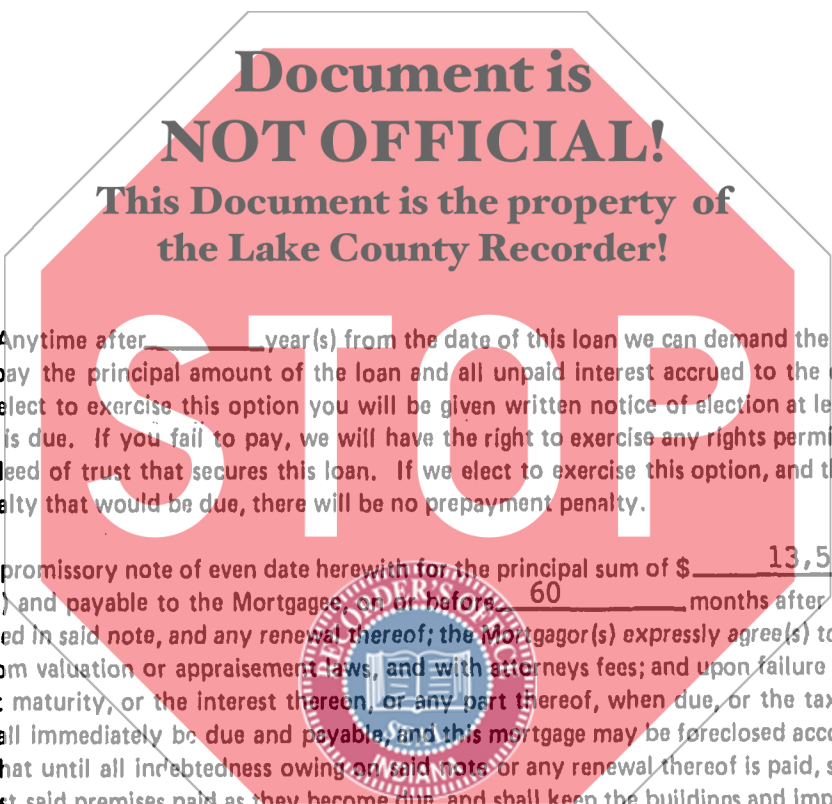 Document is
NOT OFFICIAL!
This Document is the property of
the Lake County Recorder!
STOP
Anytime after year(s) from the date of this loan we can demand the
pay the principal amount of the loan and all unpaid interest accrued to the
elect to exercise this option you will be given written notice of election at le
is due. If you fail to pay, we will have the right to exercise any rights permi
eed of trust that secures this loan. If we elect to exercise this option, and th
alty that would be due, there will be no prepayment penalty.
promissory note of even date herewith for the principal sum of $ 13,5
) and payable to the Mortgagee, on or before 60 months after
ed in said note, and any renewal thereof; the Mortgagor(s) expressly agree(s) to
om valuation or appraisement laws, and with attorneys fees; and upon failure
t maturity, or the interest thereon, or any part thereof, when due, or the tax
all immediately be due and payable, and this mortgage may be foreclosed acco
hat until all indebtedness owing on said note or any renewal thereof is paid, s
st said premises paid as they become due, and shall keep the buildings and imp
RECORDER'S OFFICE
SEAL
INDIANA